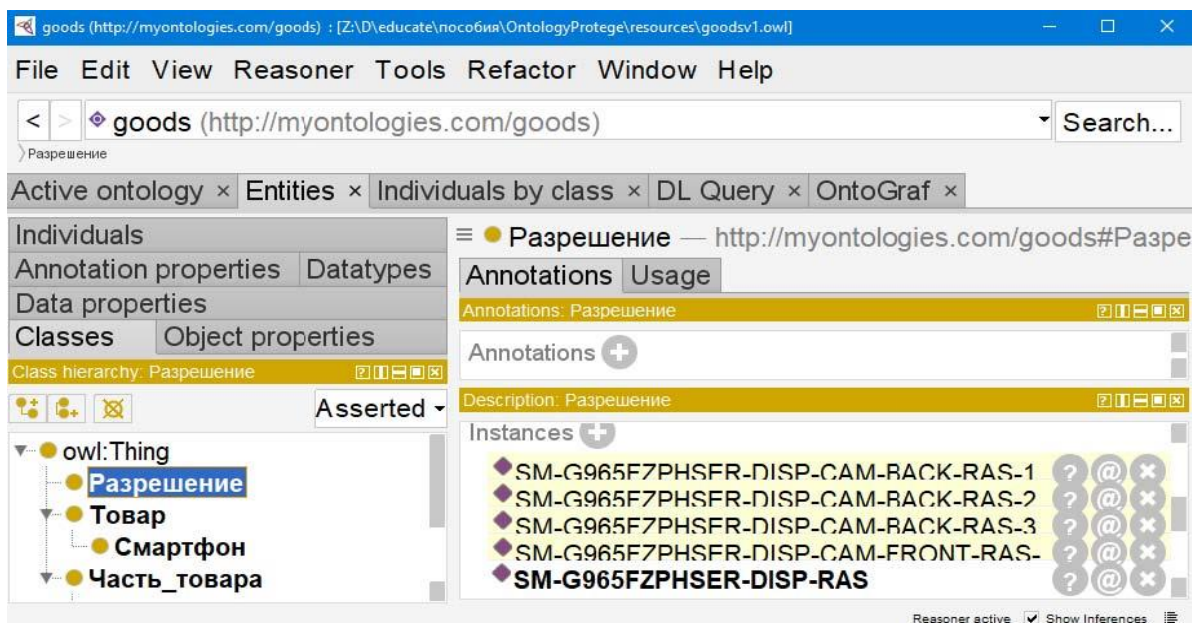 goods (http://myontologies.com/goods) : [Z:\D\educate\пособия\OntologyProtege\resources\goodsv1.owl]
File Edit View Reasoner Tools Refactor Window Help
< > goods (http://myontologies.com/goods) Search...
Разрешение
Active ontology × Entities × Individuals by class × DL Query × OntoGraf ×
Individuals
Annotation properties Datatypes
Data properties
Classes Object properties
Class hierarchy: Разрешение
Asserted
owl:Thing
Разрешение
Товар
Смартфон
Часть_товара
Разрешение — http://myontologies.com/goods#Разре
Annotations Usage
Annotations: Разрешение
Annotations
Description: Разрешение
Instances
SM-G965FZPHSER-DISP-CAM-BACK-RAS-1
SM-G965FZPHSER-DISP-CAM-BACK-RAS-2
SM-G965FZPHSER-DISP-CAM-BACK-RAS-3
SM-G965FZPHSER-DISP-CAM-FRONT-RAS-
SM-G965FZPHSER-DISP-RAS
Reasoner active Show Inferences